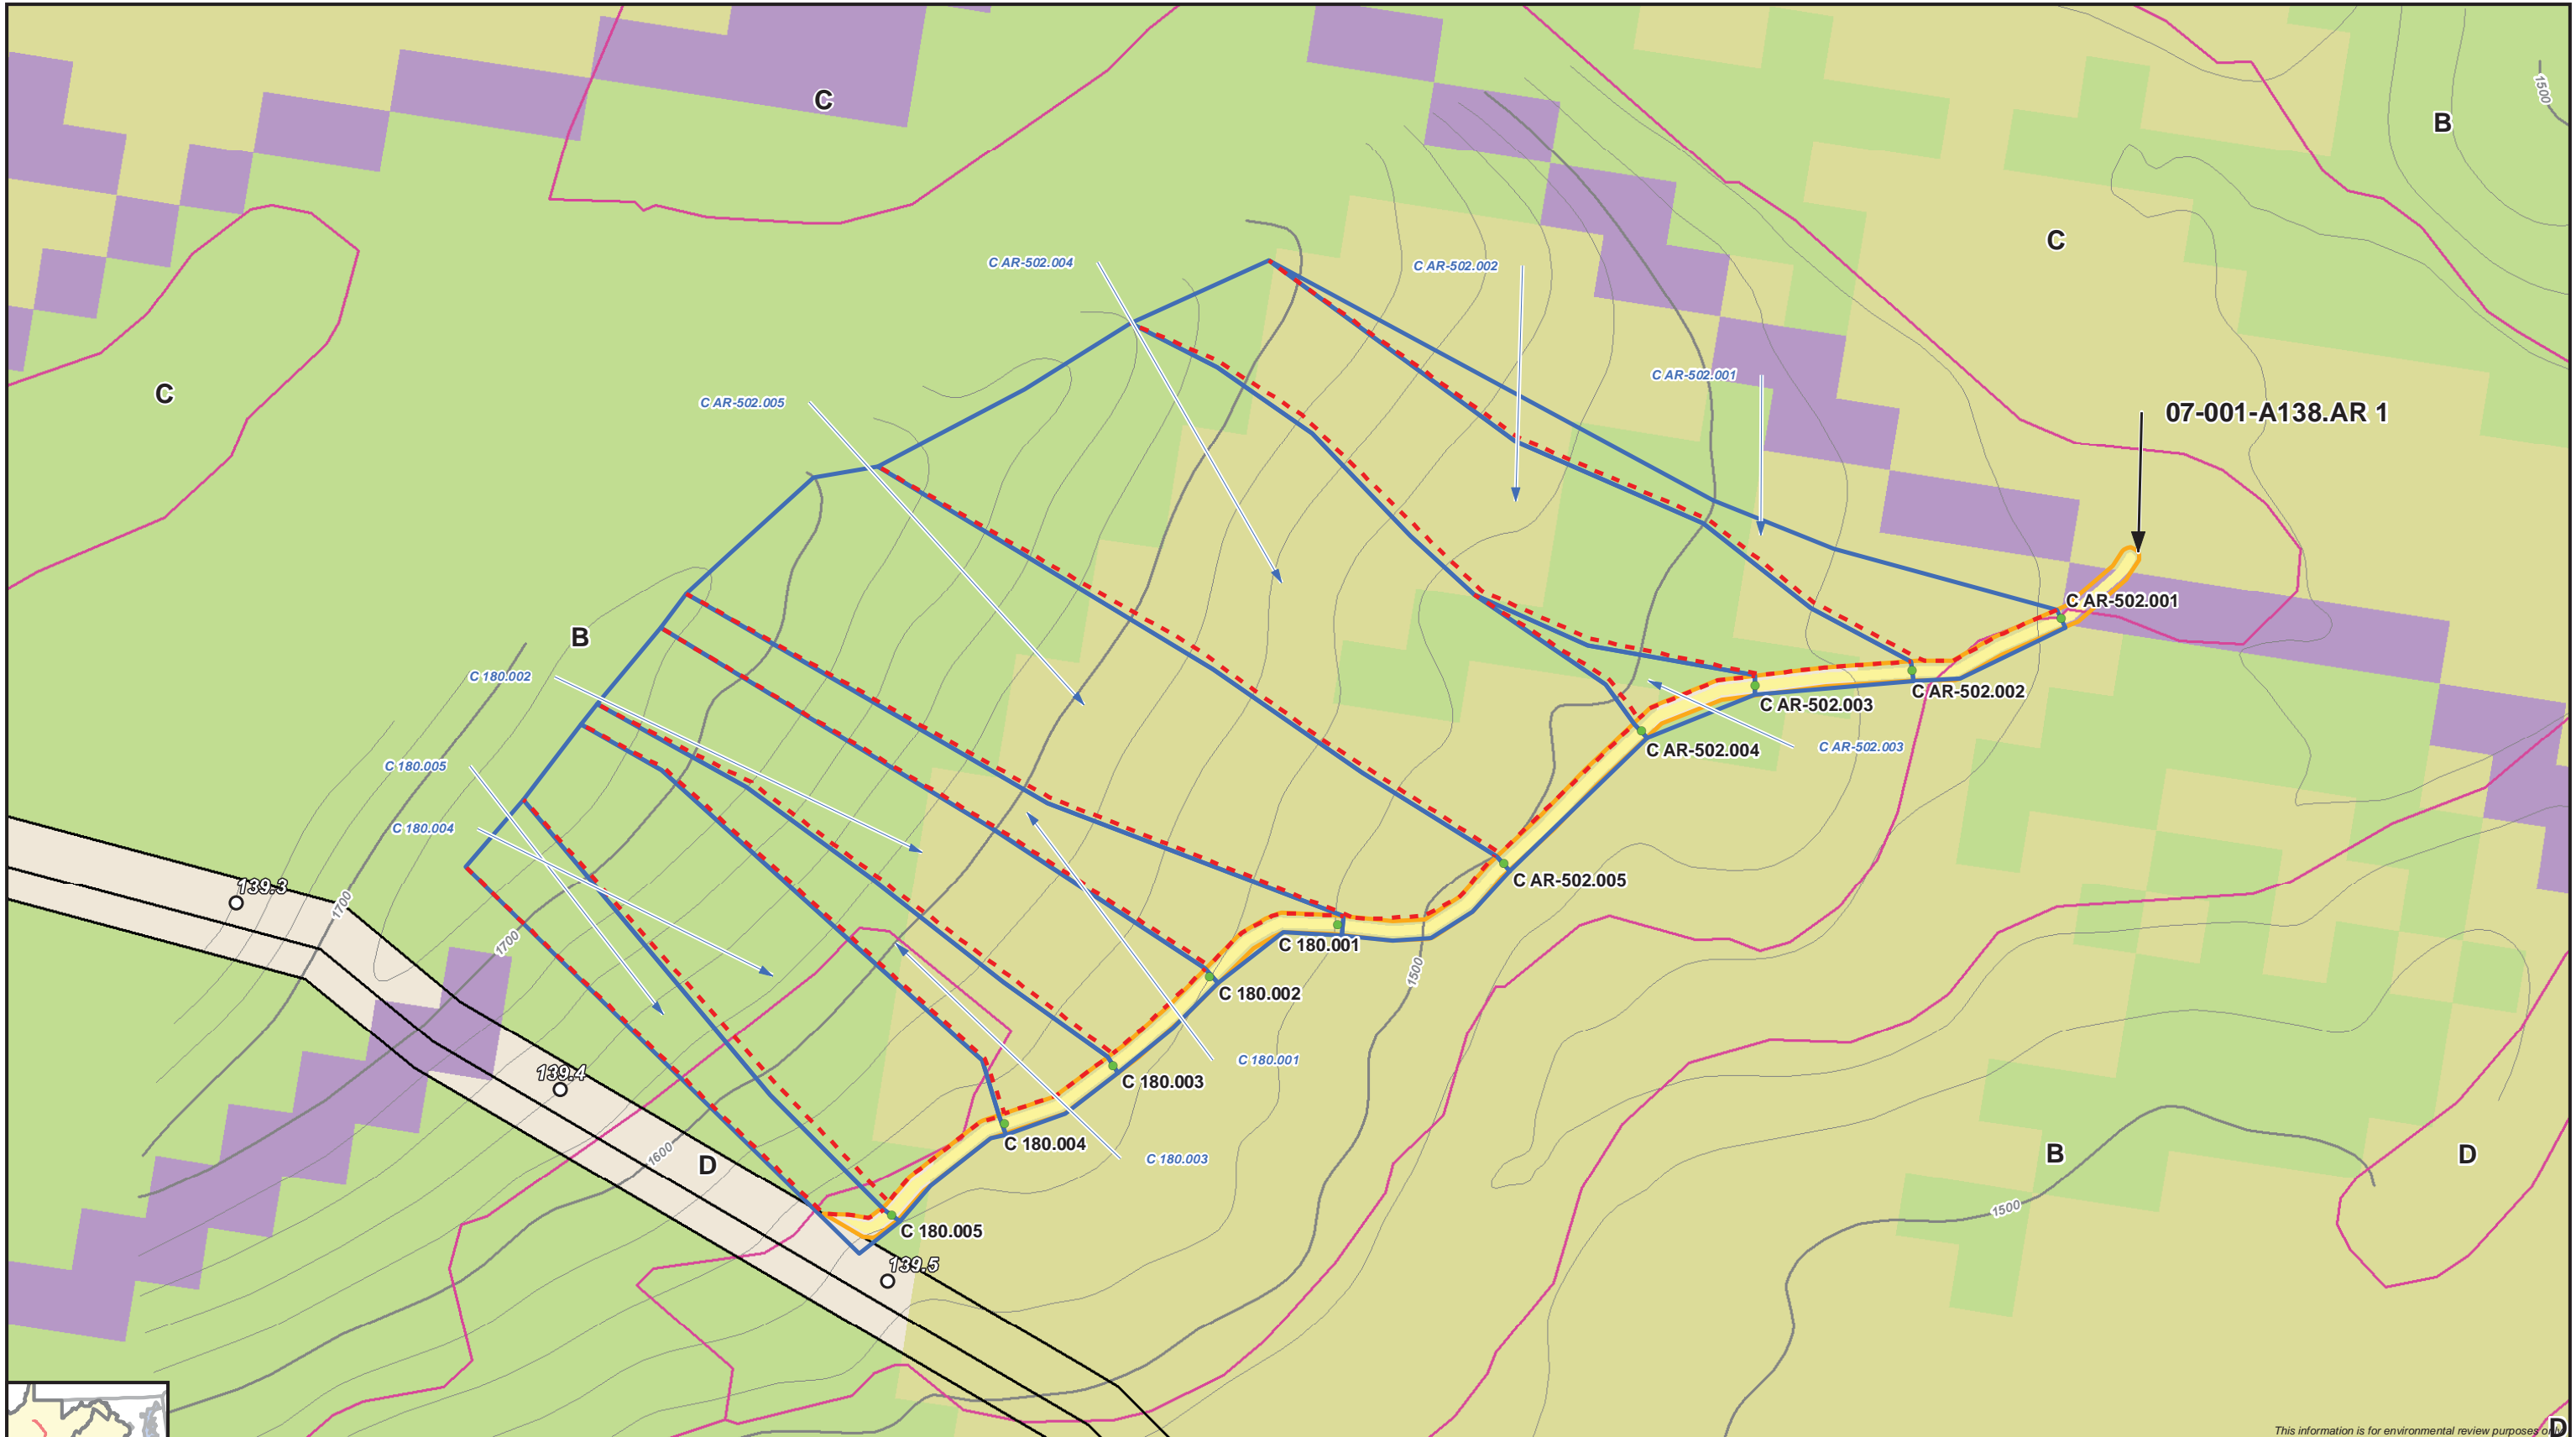 1500
C
B
C
C AR-502.004
C AR-502.002
C AR-502.001
C
C AR-502.005
07-001-A138.AR 1
C AR-502.001
B
C 180.002
C AR-502.002
C AR-502.003
C AR-502.004
C AR-502.003
C 180.005
C 180.004
C AR-502.005
139.3
1700
1700
C 180.001
1500
C 180.002
139.4
C 180.001
C 180.003
C 180.004
C 180.003
1600
D
B
D
1500
C 180.005
139.5
D
This information is for environmental review purposes